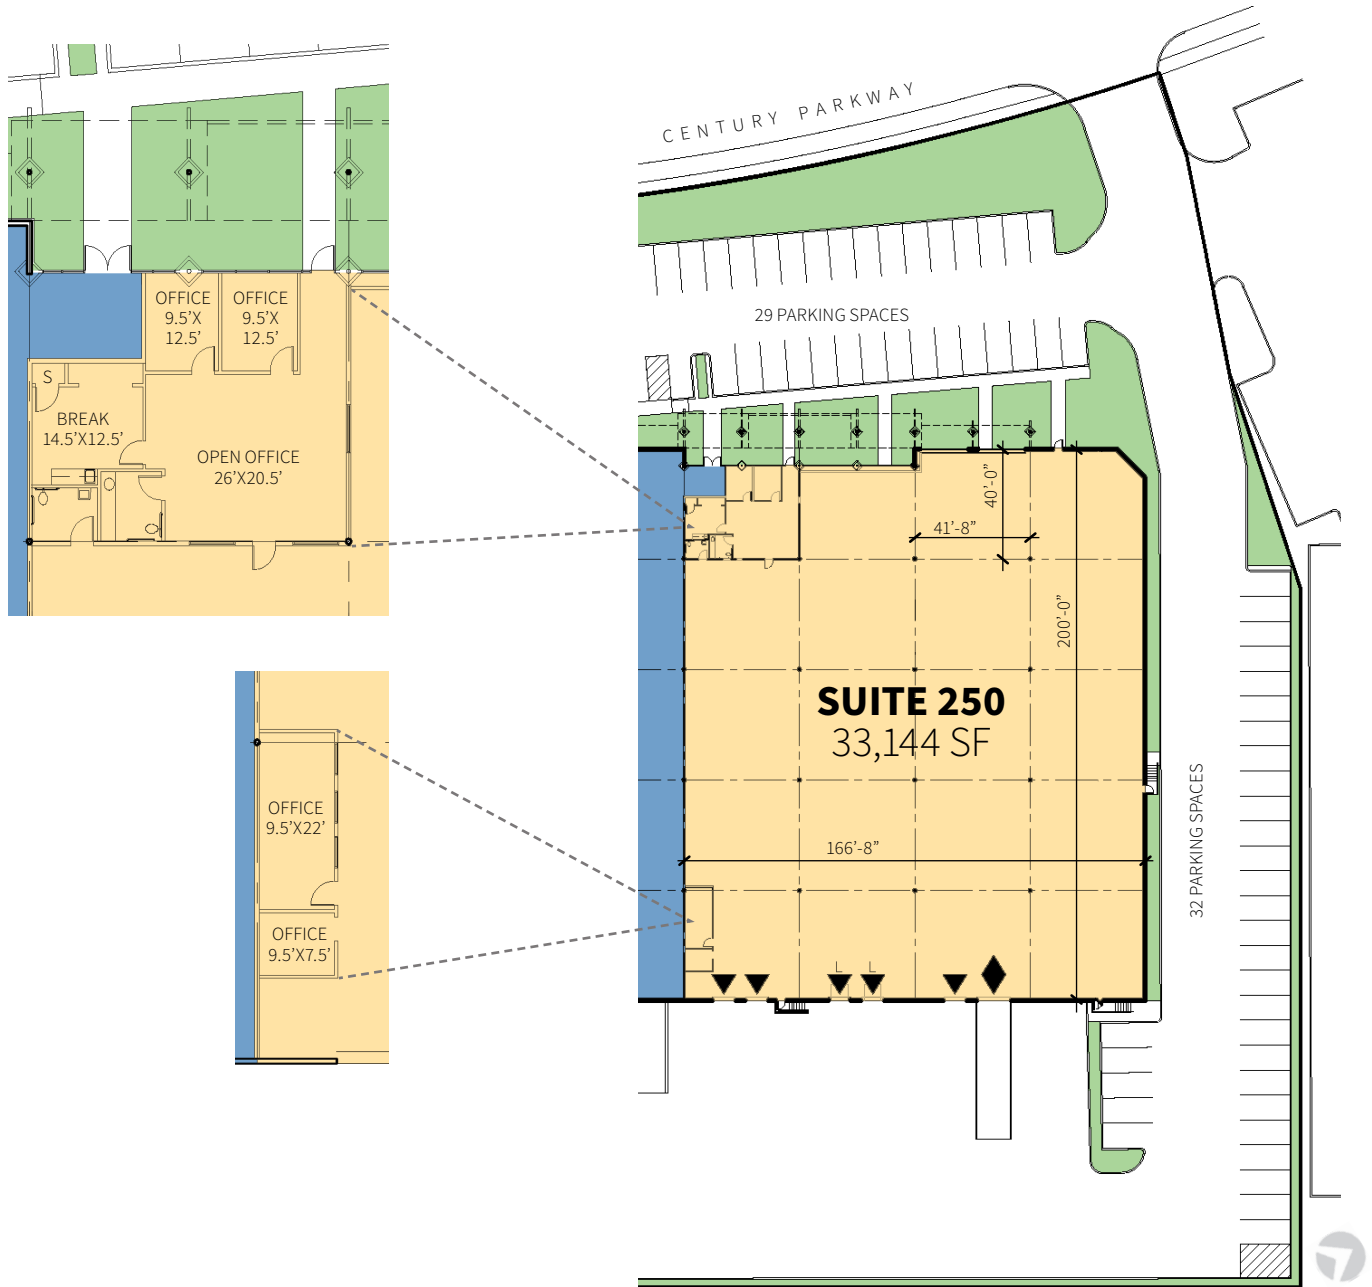 CENTURY PARKWAY
29 PARKING SPACES
OFFICE
9.5'X
12.5'
OFFICE
9.5'X
12.5'
S
BREAK
14.5'X12.5'
OPEN OFFICE
26'X20.5'
40'-0"
41'-8"
200'-0"
SUITE 250
33,144 SF
166'-8"
32 PARKING SPACES
OFFICE
9.5'X22'
OFFICE
9.5'X7.5'
L
L